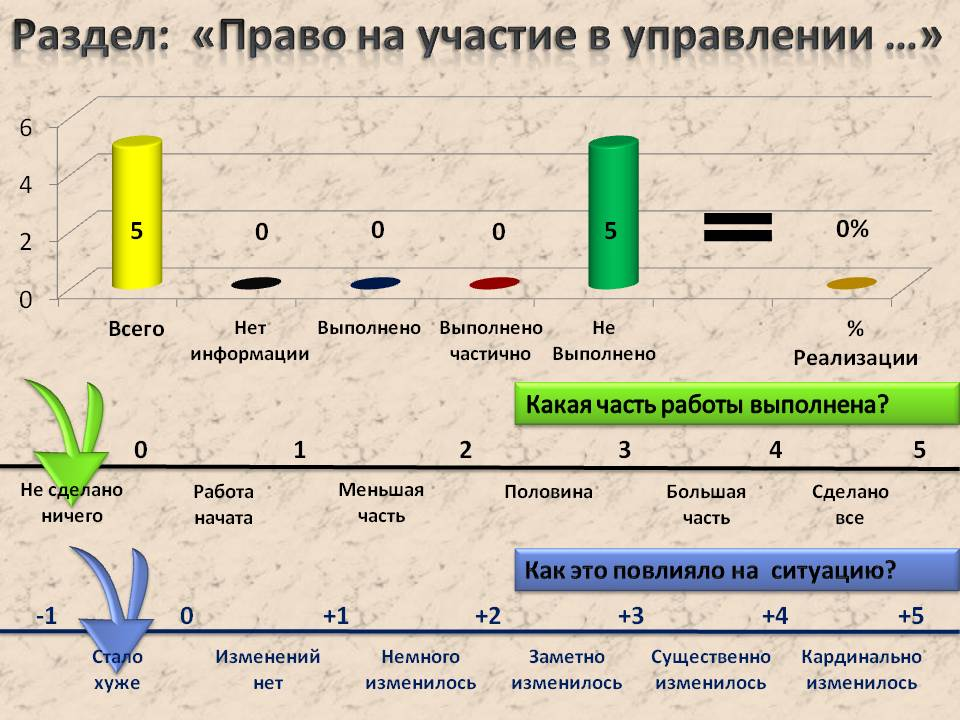 Раздел: «Право на участие в управлении ...»
6
4
2
0
5
0
0
0
5
0%
Всего
Нет
информации
Выполнено
Выполнено
частично
Не
Выполнено
%
Реализации
Какая часть работы выполнена?
0 1 2 3 4 5
Не сделано
ничего
Работа
начата
Меньшая
часть
Половина
Большая
часть
Сделано
все
Как это повлияло на ситуацию?
-1 0 +1 +2 +3 +4 +5
Стало
хуже
Изменений
нет
Немного
изменилось
Заметно
изменилось
Существенно
изменилось
Кардинально
изменилось